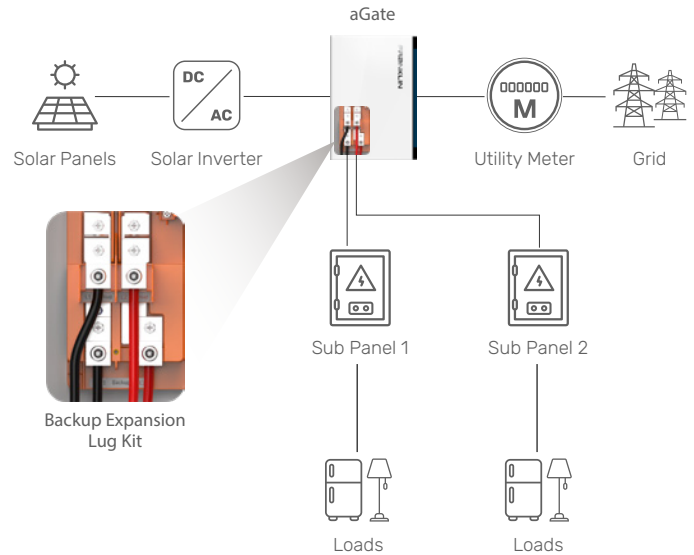 aGate
FRANKLIN
DC
AC
M
Solar Panels
Solar Inverter
Utility Meter
Grid
Sub Panel 1
Sub Panel 2
Backup Expansion
Lug Kit
Loads
Loads